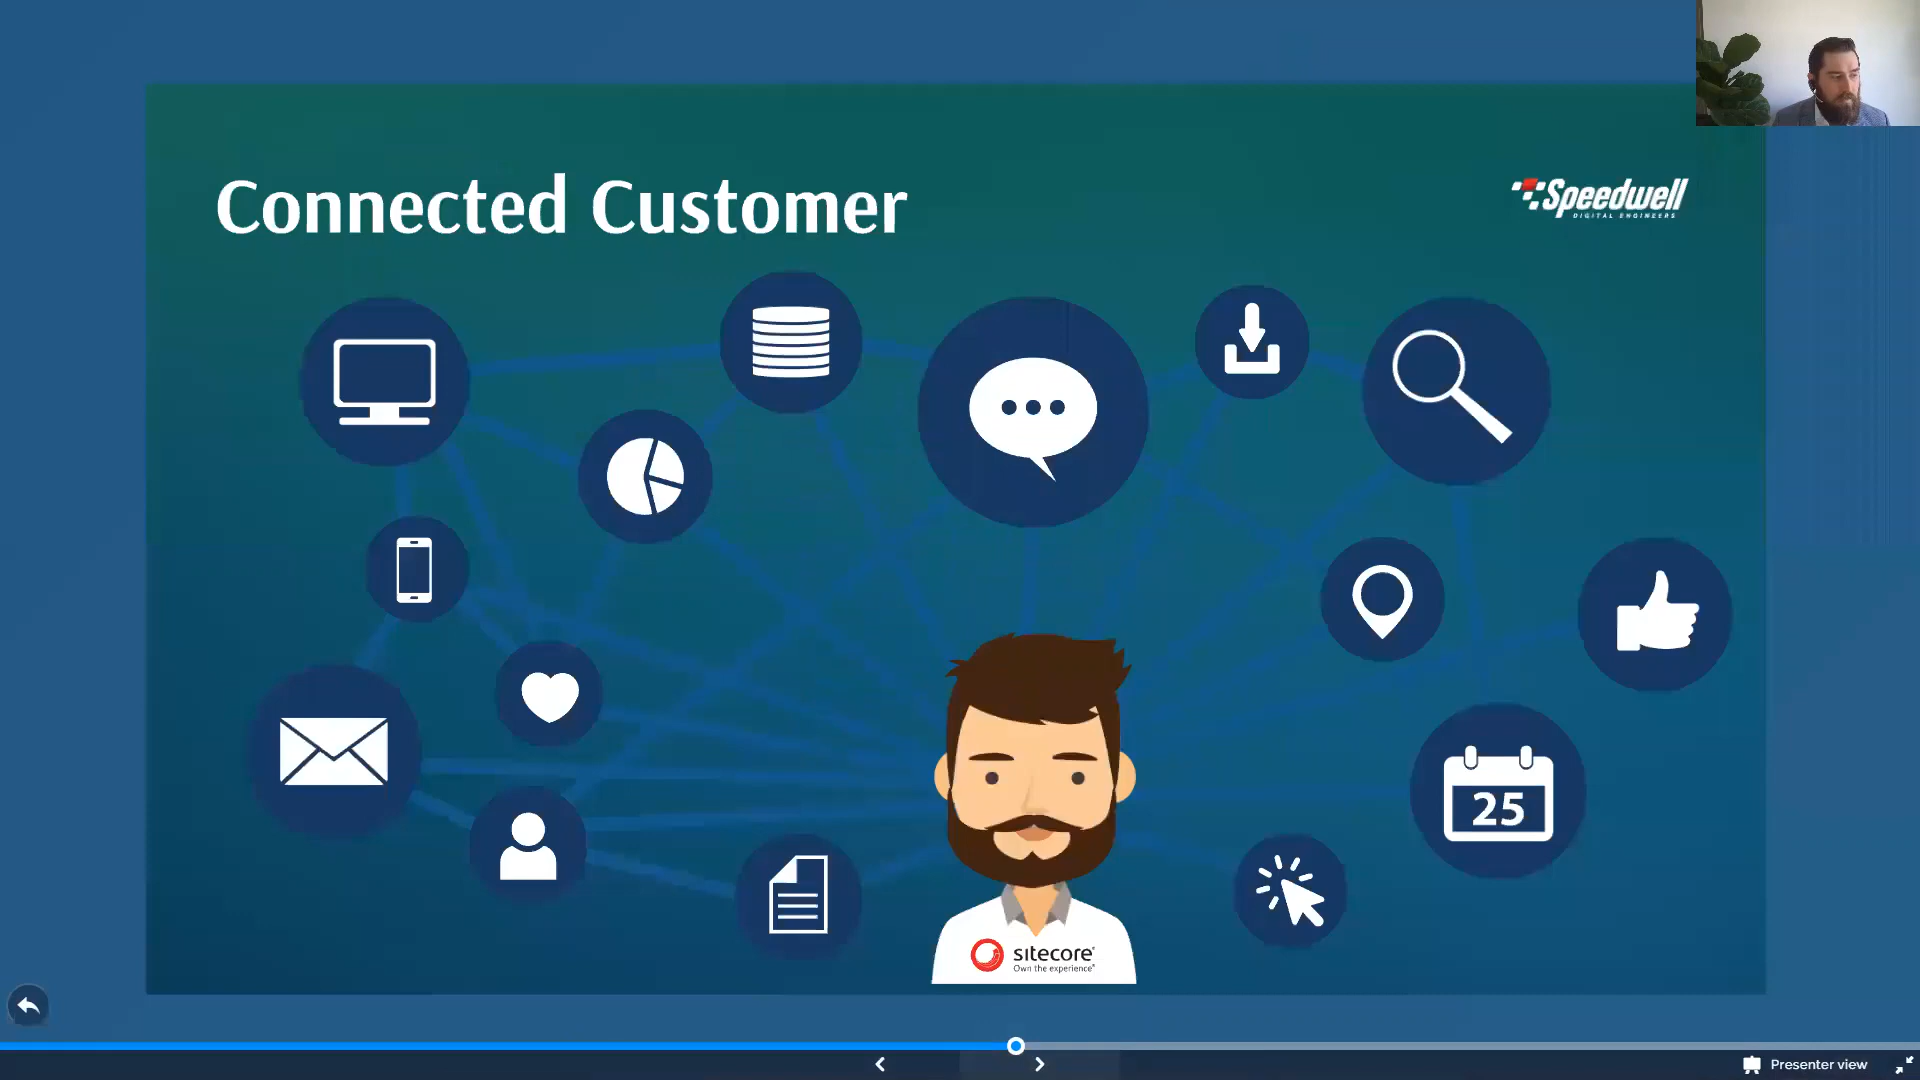 Connected Customer
Speedwell
DIGITAL ENGINEERS
25
sitecore
Own the experience®
Presenter view